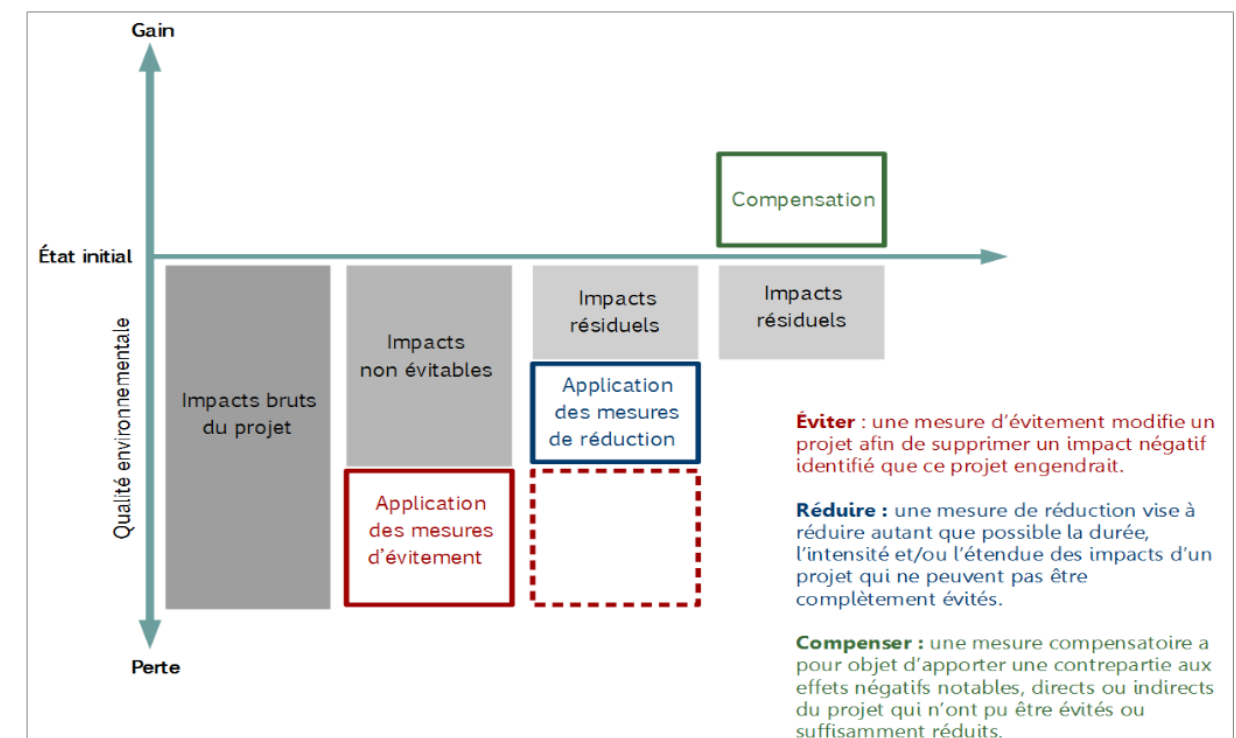 Gain
Compensation
État initial
Impacts bruts
du projet
Impacts
non évitables
Impacts
résiduels
Impacts
résiduels
Qualité environnementale
Application
des mesures
de réduction
Application
des mesures
d'évitement
Perte
Éviter : une mesure d'évitement modifie un
projet afin de supprimer un impact négatif
identifié que ce projet engendrait.
Réduire : une mesure de réduction vise à
réduire autant que possible la durée,
l'intensité et/ou l'étendue des impacts d'un
projet qui ne peuvent pas être
complètement évités.
Compenser : une mesure compensatoire a
pour objet d'apporter une contrepartie aux
effets négatifs notables, directs ou indirects
du projet qui n'ont pu être évités ou
suffisamment réduits.